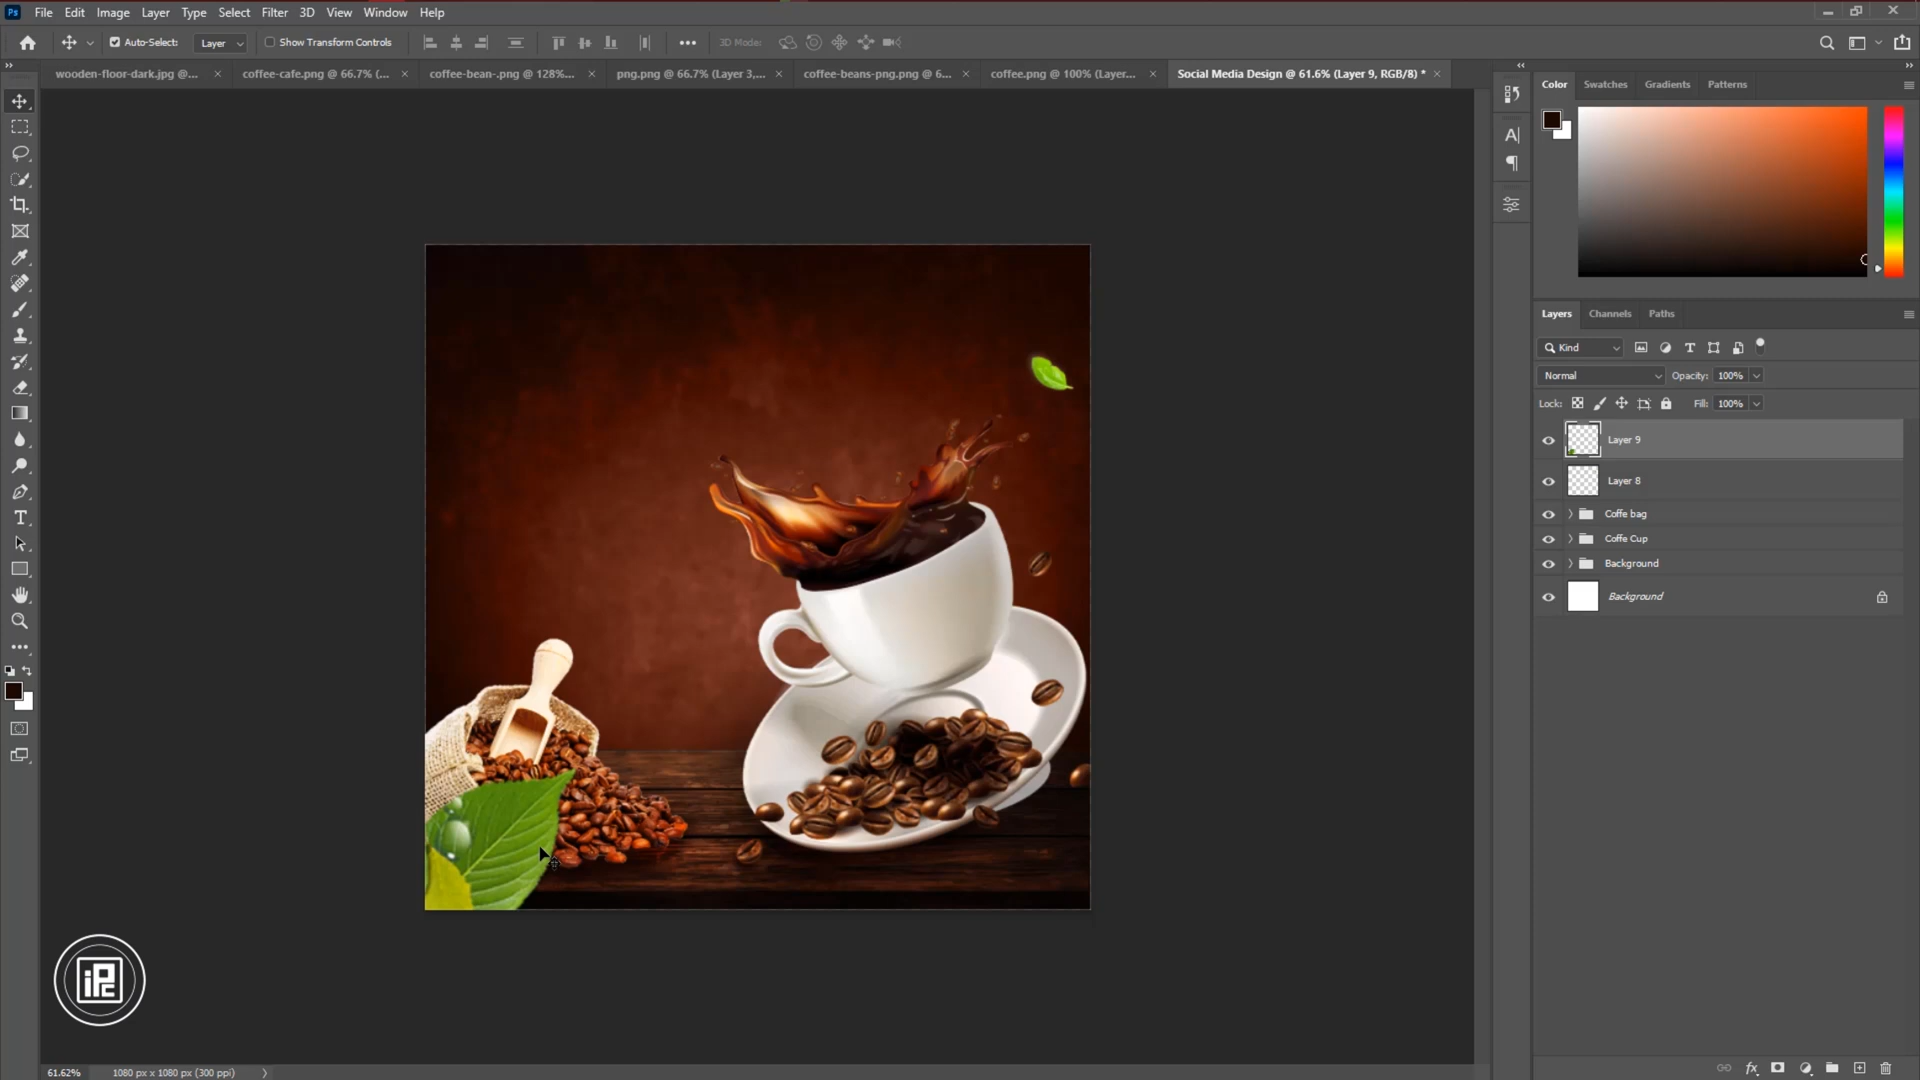 Ps File Edit Image Layer Type Select Filter 3D View Window Help
Auto-Select: Layer Show Transform Controls 3D Mode:
wooden-floor-dark.jpg @... coffee-cafe.png @ 66.7% (... coffee-bean-.png @ 128%... png.png @ 66.7% (Layer 3,... coffee-beans-png.png @ 6... coffee.png @ 100% (Layer... Social Media Design @ 61.6% (Layer 9, RGB/8) *
Color Swatches Gradients Patterns
Layers Channels Paths
Kind
Normal Opacity: 100%
Lock: Fill: 100%
Layer 9
Layer 8
Coffe bag
Coffe Cup
Background
Background
iPc
61.62% 1080 px x 1080 px (300 ppi)